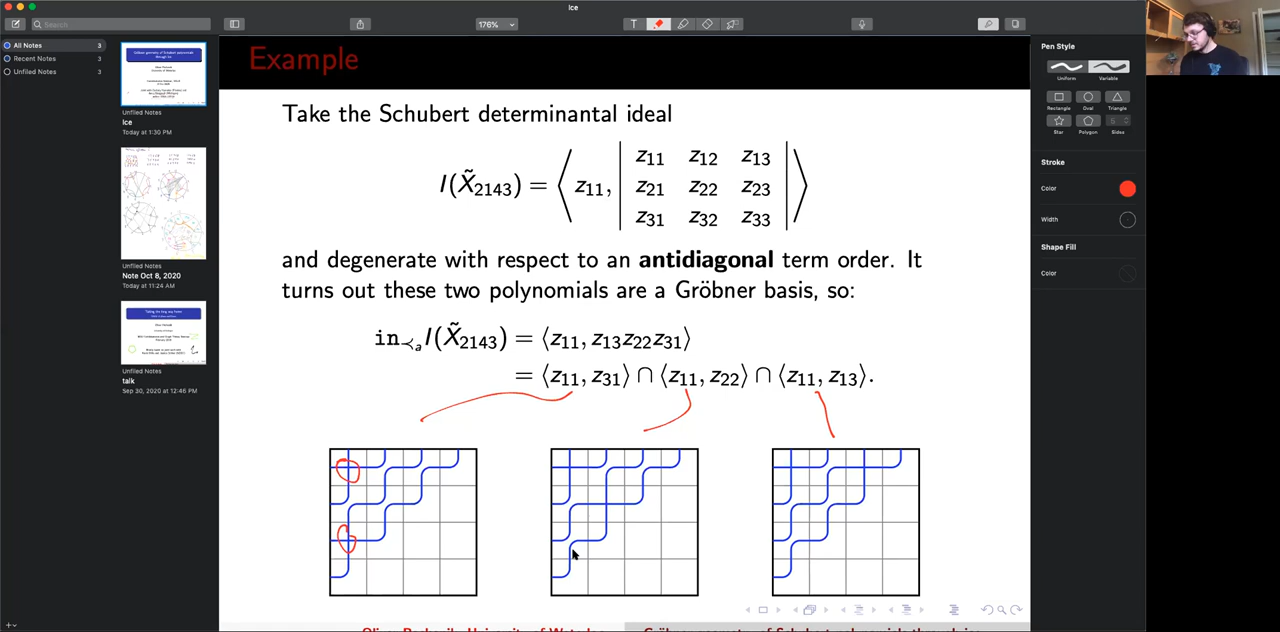 Ice
Search
176%
T
All Notes 3
Recent Notes 3
Unfiled Notes 3
Unfiled Notes
Ice
Today at 1:30 PM
Unfiled Notes
Note Oct 8, 2020
Today at 11:24 AM
Unfiled Notes
talk
Sep 30, 2020 at 12:46 PM
Example
Take the Schubert determinantal ideal
I(X̃₂₁₄₃) = ⟨ z₁₁, | z₁₁ z₁₂ z₁₃
z₂₁ z₂₂ z₂₃
z₃₁ z₃₂ z₃₃ | ⟩
and degenerate with respect to an antidiagonal term order. It
turns out these two polynomials are a Gröbner basis, so:
in≺ₐ I(X̃₂₁₄₃) = ⟨z₁₁, z₁₃z₂₂z₃₁⟩
= ⟨z₁₁, z₃₁⟩ ∩ ⟨z₁₁, z₂₂⟩ ∩ ⟨z₁₁, z₁₃⟩.
Pen Style
Uniform Variable
Rectangle Oval Triangle
5
Star Polygon Sides
Stroke
Color
Width
Shape Fill
Color